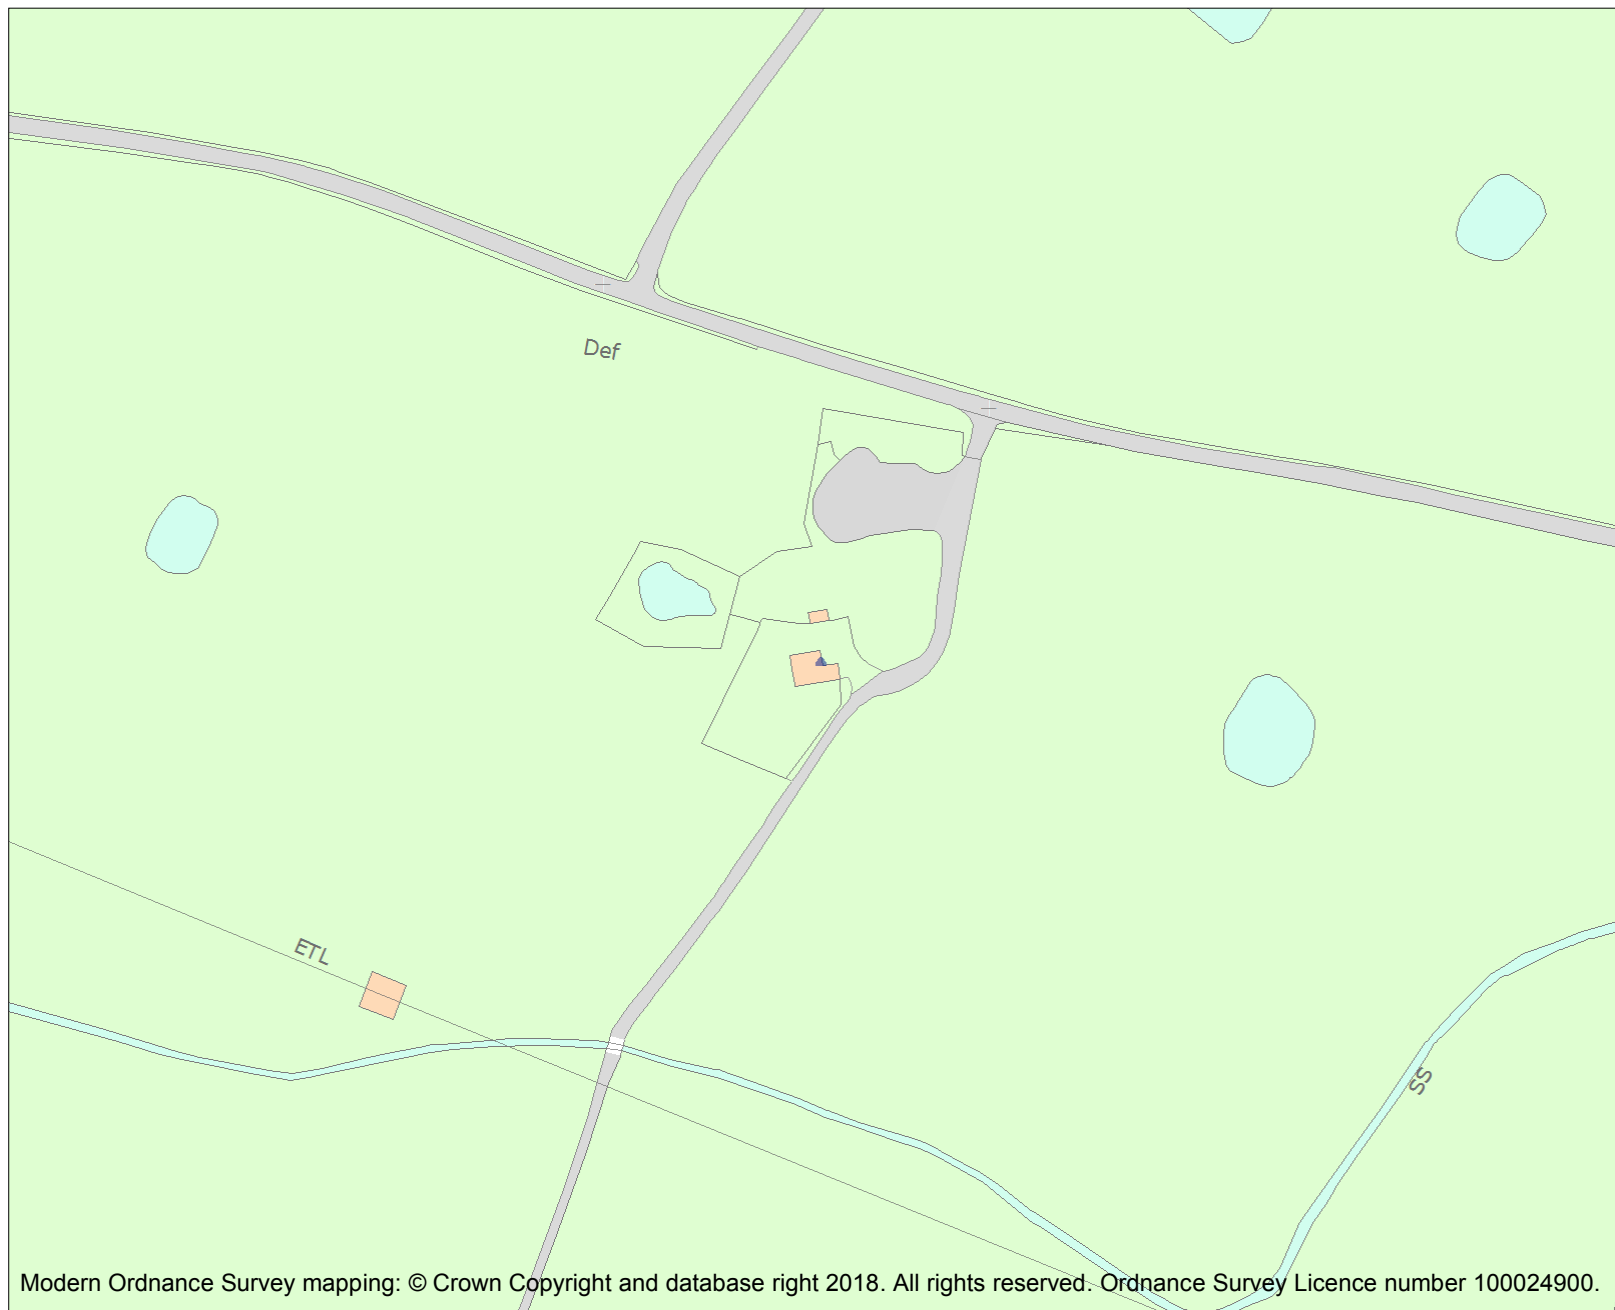 Def
ETL
SS
Modern Ordnance Survey mapping: © Crown Copyright and database right 2018. All rights reserved. Ordnance Survey Licence number 100024900.